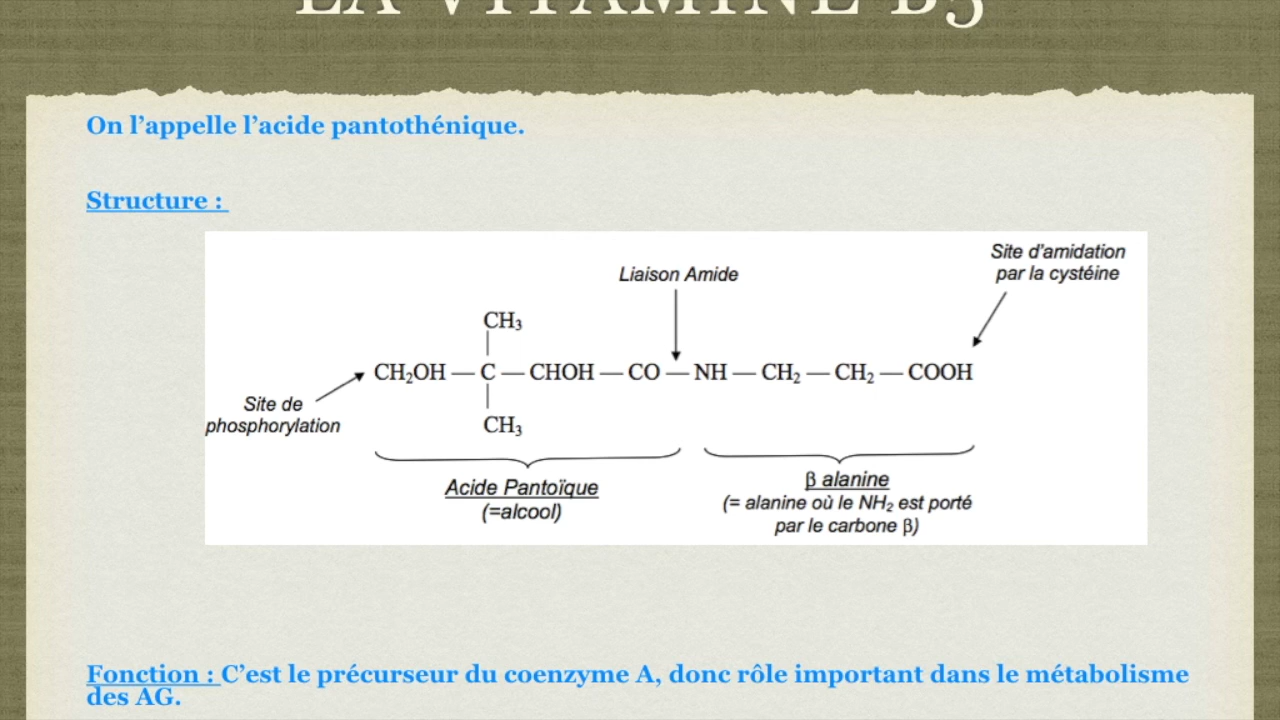 LA VITAMINE B5
On l’appelle l’acide pantothénique.
Structure :
Site d'amidation
par la cystéine
Liaison Amide
CH₃
CH₂OH — C — CHOH — CO — NH — CH₂ — CH₂ — COOH
Site de
phosphorylation
CH₃
Acide Pantoïque
(=alcool)
β alanine
(= alanine où le NH₂ est porté
par le carbone β)
Fonction : C’est le précurseur du coenzyme A, donc rôle important dans le métabolisme
des AG.